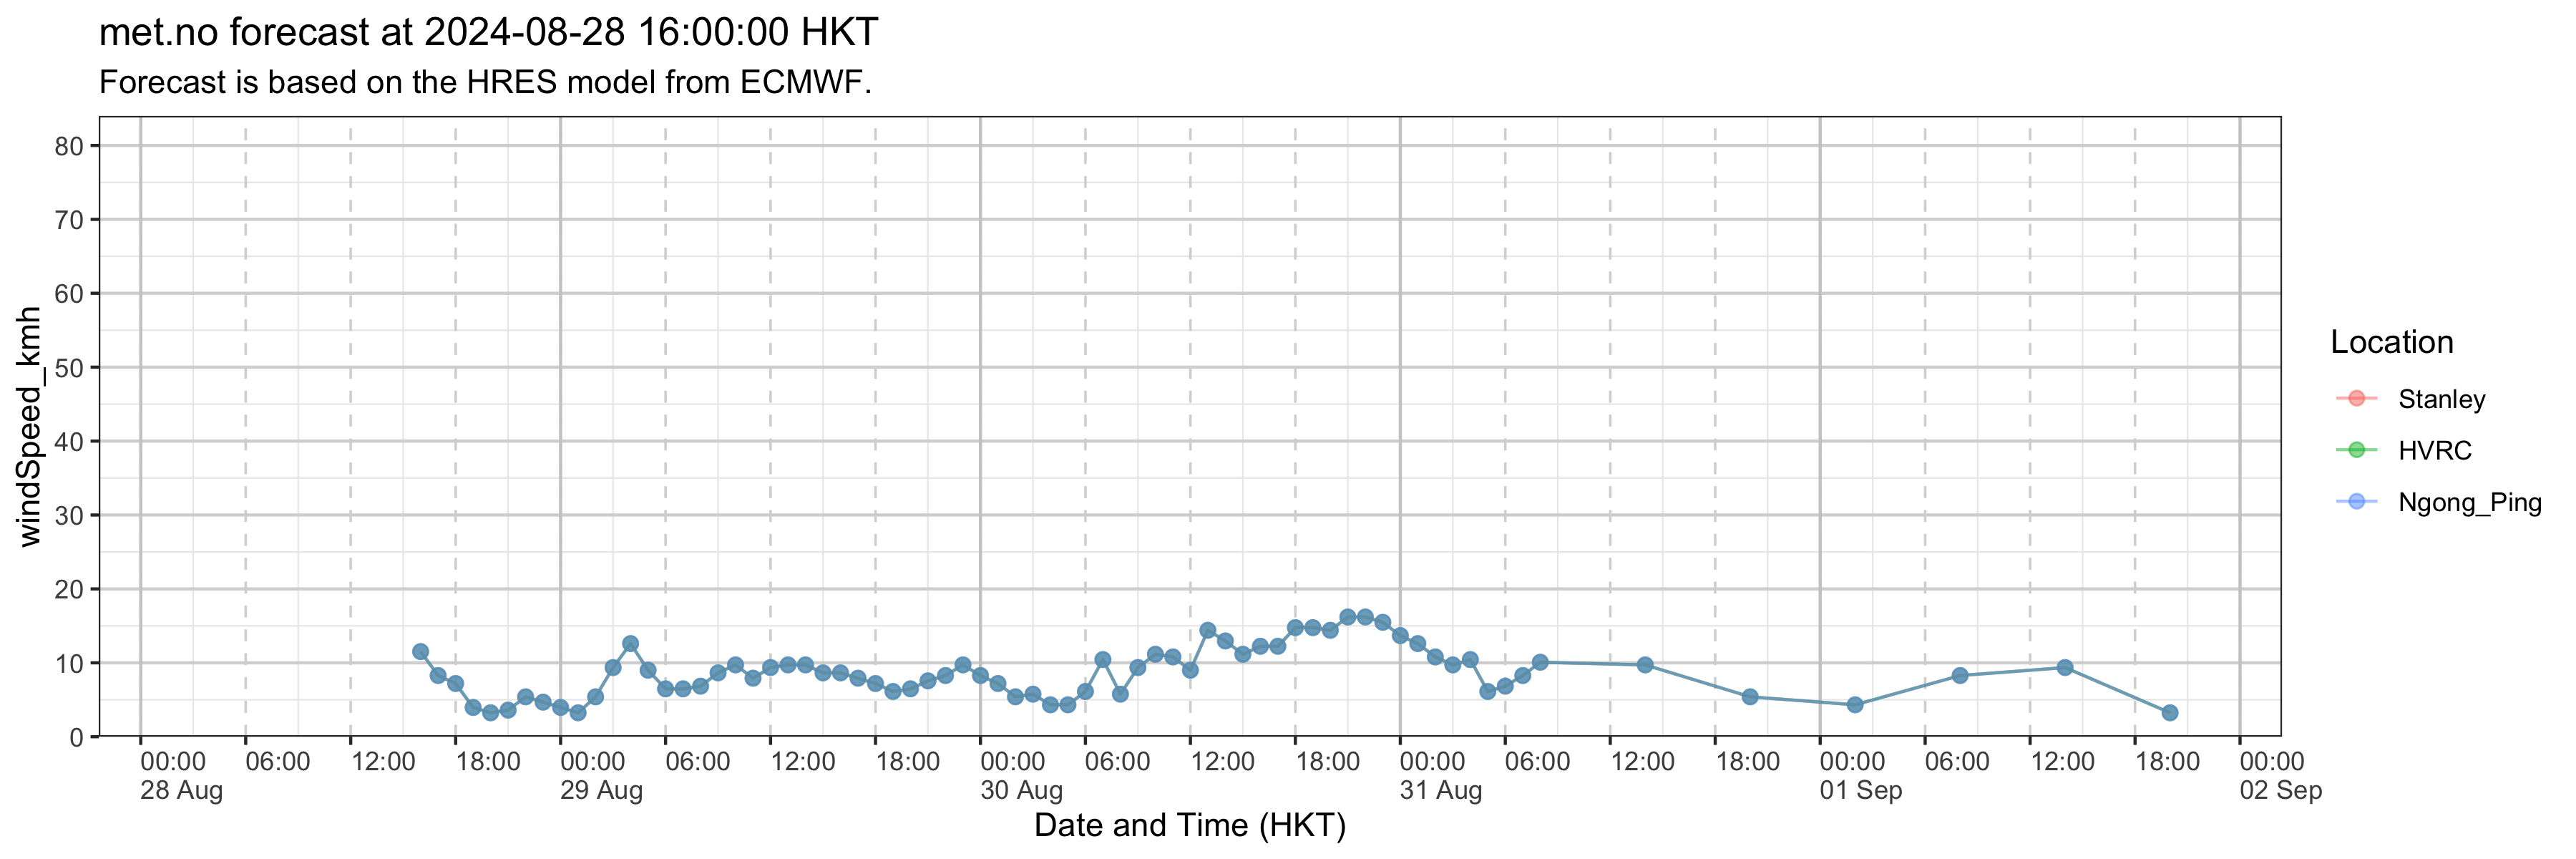 met.no forecast at 2024-08-28 16:00:00 HKT
Forecast is based on the HRES model from ECMWF.
windSpeed_kmh
80
70
60
50
40
30
20
10
0
00:00 06:00 12:00 18:00 00:00 06:00 12:00 18:00 00:00 06:00 12:00 18:00 00:00 06:00 12:00 18:00 00:00 06:00 12:00 18:00 00:00
28 Aug 29 Aug 30 Aug 31 Aug 01 Sep 02 Sep
Date and Time (HKT)
Location
Stanley
HVRC
Ngong_Ping